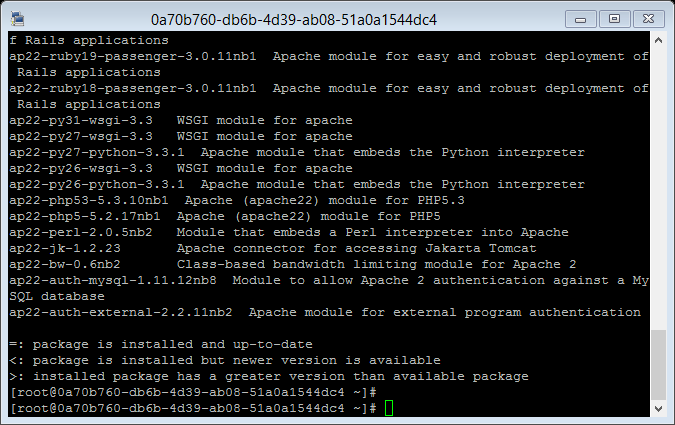 0a70b760-db6b-4d39-ab08-51a0a1544dc4
f Rails applications
ap22-ruby19-passenger-3.0.11nb1  Apache module for easy and robust deployment of
 Rails applications
ap22-ruby18-passenger-3.0.11nb1  Apache module for easy and robust deployment of
 Rails applications
ap22-py31-wsgi-3.3   WSGI module for apache
ap22-py27-wsgi-3.3   WSGI module for apache
ap22-py27-python-3.3.1  Apache module that embeds the Python interpreter
ap22-py26-wsgi-3.3   WSGI module for apache
ap22-py26-python-3.3.1  Apache module that embeds the Python interpreter
ap22-php53-5.3.10nb1  Apache (apache22) module for PHP5.3
ap22-php5-5.2.17nb1  Apache (apache22) module for PHP5
ap22-perl-2.0.5nb2   Module that embeds a Perl interpreter into Apache
ap22-jk-1.2.23       Apache connector for accessing Jakarta Tomcat
ap22-bw-0.6nb2       Class-based bandwidth limiting module for Apache 2
ap22-auth-mysql-1.11.12nb8  Module to allow Apache 2 authentication against a My
SQL database
ap22-auth-external-2.2.11nb2  Apache module for external program authentication
=: package is installed and up-to-date
<: package is installed but newer version is available
>: installed package has a greater version than available package
[root@0a70b760-db6b-4d39-ab08-51a0a1544dc4 ~]#
[root@0a70b760-db6b-4d39-ab08-51a0a1544dc4 ~]#